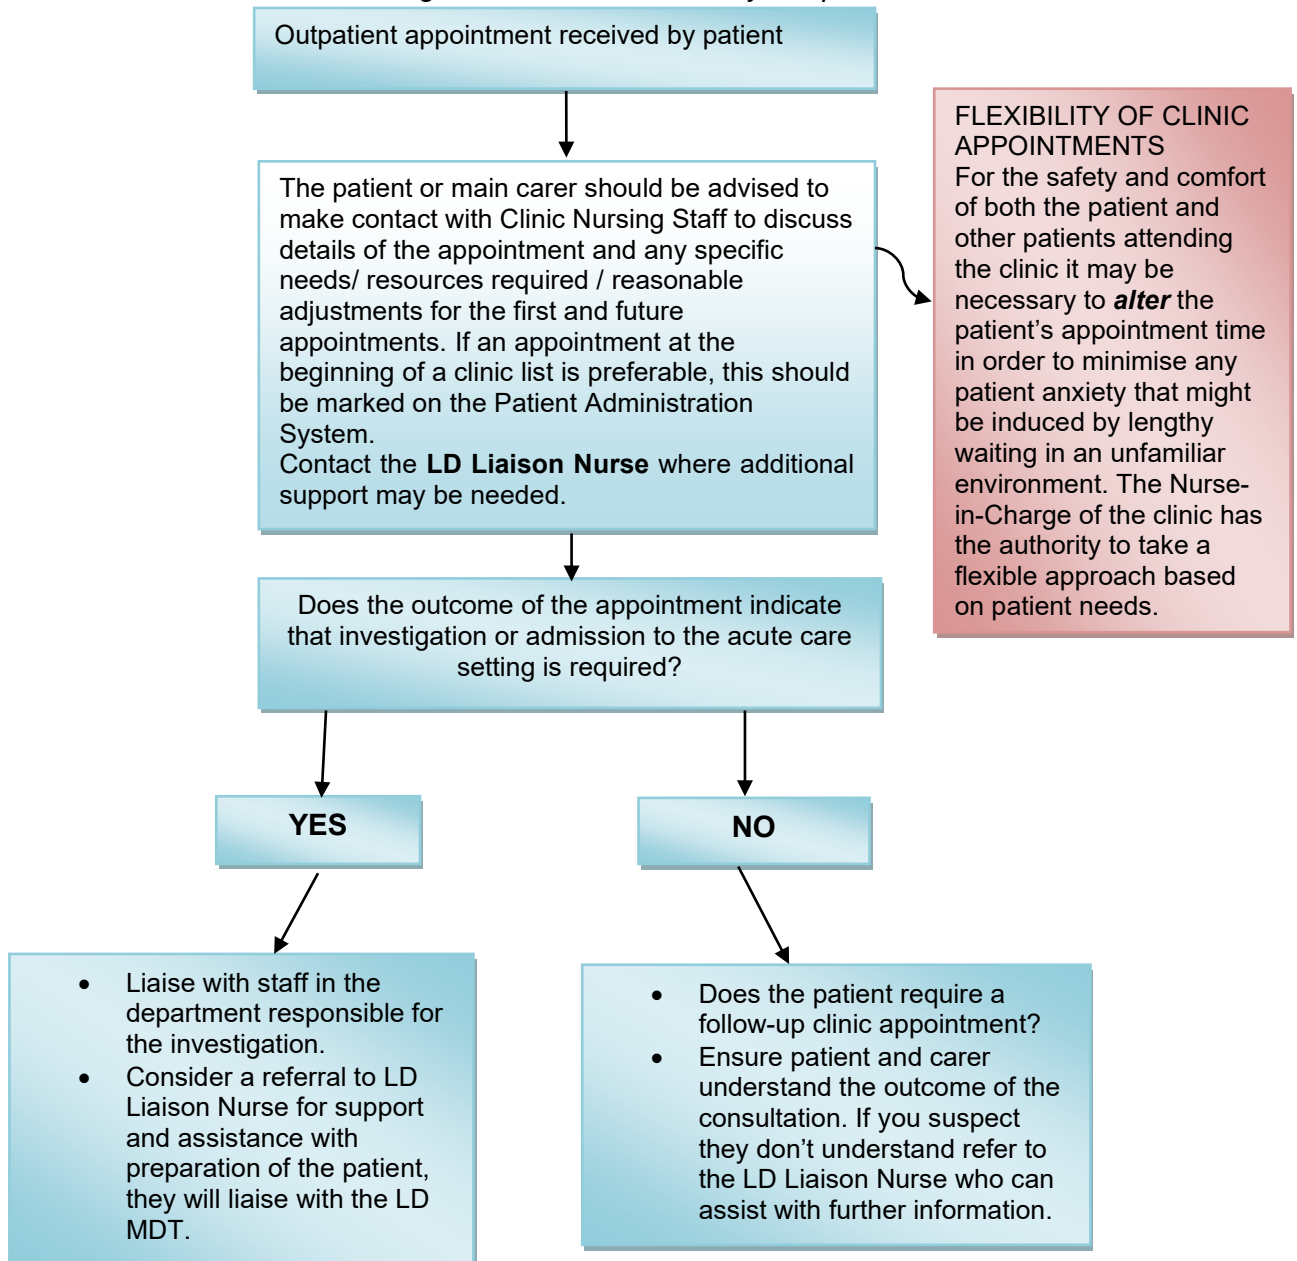 Outpatient appointment received by patient
The patient or main carer should be advised to
make contact with Clinic Nursing Staff to discuss
details of the appointment and any specific
needs/ resources required / reasonable
adjustments for the first and future
appointments. If an appointment at the
beginning of a clinic list is preferable, this should
be marked on the Patient Administration
System.
Contact the LD Liaison Nurse where additional
support may be needed.
FLEXIBILITY OF CLINIC
APPOINTMENTS
For the safety and comfort
of both the patient and
other patients attending
the clinic it may be
necessary to alter the
patient’s appointment time
in order to minimise any
patient anxiety that might
be induced by lengthy
waiting in an unfamiliar
environment. The Nurse-
in-Charge of the clinic has
the authority to take a
flexible approach based
on patient needs.
Does the outcome of the appointment indicate
that investigation or admission to the acute care
setting is required?
YES
NO
• Liaise with staff in the
department responsible for
the investigation.
• Consider a referral to LD
Liaison Nurse for support
and assistance with
preparation of the patient,
they will liaise with the LD
MDT.
• Does the patient require a
follow-up clinic appointment?
• Ensure patient and carer
understand the outcome of the
consultation. If you suspect
they don’t understand refer to
the LD Liaison Nurse who can
assist with further information.